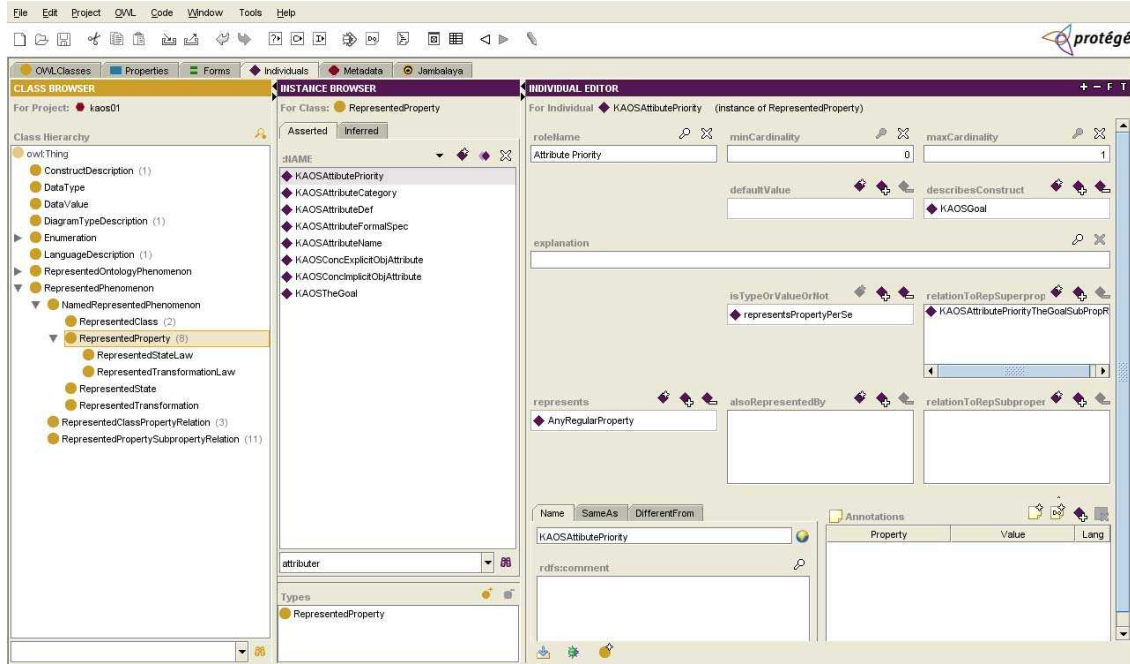 File Edit Project OWL Code Window Tools Help
protégé
OWLClasses Properties Forms Individuals Metadata Jambalaya
CLASS BROWSER
For Project: kaos01
Class Hierarchy
owl:Thing
ConstructDescription (1)
DataType
DataValue
DiagramTypeDescription (1)
Enumeration
LanguageDescription (1)
RepresentedOntologyPhenomenon
RepresentedPhenomenon
NamedRepresentedPhenomenon
RepresentedClass (2)
RepresentedProperty (8)
RepresentedStateLaw
RepresentedTransformationLaw
RepresentedState
RepresentedTransformation
RepresentedClassPropertyRelation (3)
RepresentedPropertySubpropertyRelation (11)
INSTANCE BROWSER
For Class: RepresentedProperty
Asserted Inferred
:NAME
KAOSAttibutePriority
KAOSAttributeCategory
KAOSAttributeDef
KAOSAttributeFormalSpec
KAOSAttributeName
KAOSConcExplicitObjAttribute
KAOSConcImplicitObjAttribute
KAOSTheGoal
attributer
Types
RepresentedProperty
INDIVIDUAL EDITOR + − F T
For Individual KAOSAttibutePriority (instance of RepresentedProperty)
roleName minCardinality maxCardinality
Attribute Priority 0 1
defaultValue describesConstruct
KAOSGoal
explanation
isTypeOrValueOrNot relationToRepSuperprop
representsPropertyPerSe KAOSAttributePriorityTheGoalSubPropR
represents alsoRepresentedBy relationToRepSubproper
AnyRegularProperty
Name SameAs DifferentFrom Annotations
KAOSAttibutePriority Property Value Lang
rdfs:comment